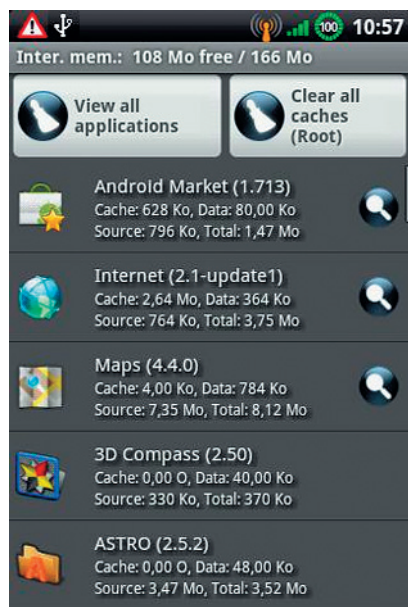 100 10:57
Inter. mem.: 108 Mo free / 166 Mo
View all
applications
Clear all
caches
(Root)
Android Market (1.713)
Cache: 628 Ko, Data: 80,00 Ko
Source: 796 Ko, Total: 1,47 Mo
Internet (2.1-update1)
Cache: 2,64 Mo, Data: 364 Ko
Source: 764 Ko, Total: 3,75 Mo
Maps (4.4.0)
Cache: 4,00 Ko, Data: 784 Ko
Source: 7,35 Mo, Total: 8,12 Mo
3D Compass (2.50)
Cache: 0,00 O, Data: 40,00 Ko
Source: 330 Ko, Total: 370 Ko
ASTRO (2.5.2)
Cache: 0,00 O, Data: 48,00 Ko
Source: 3,47 Mo, Total: 3,52 Mo